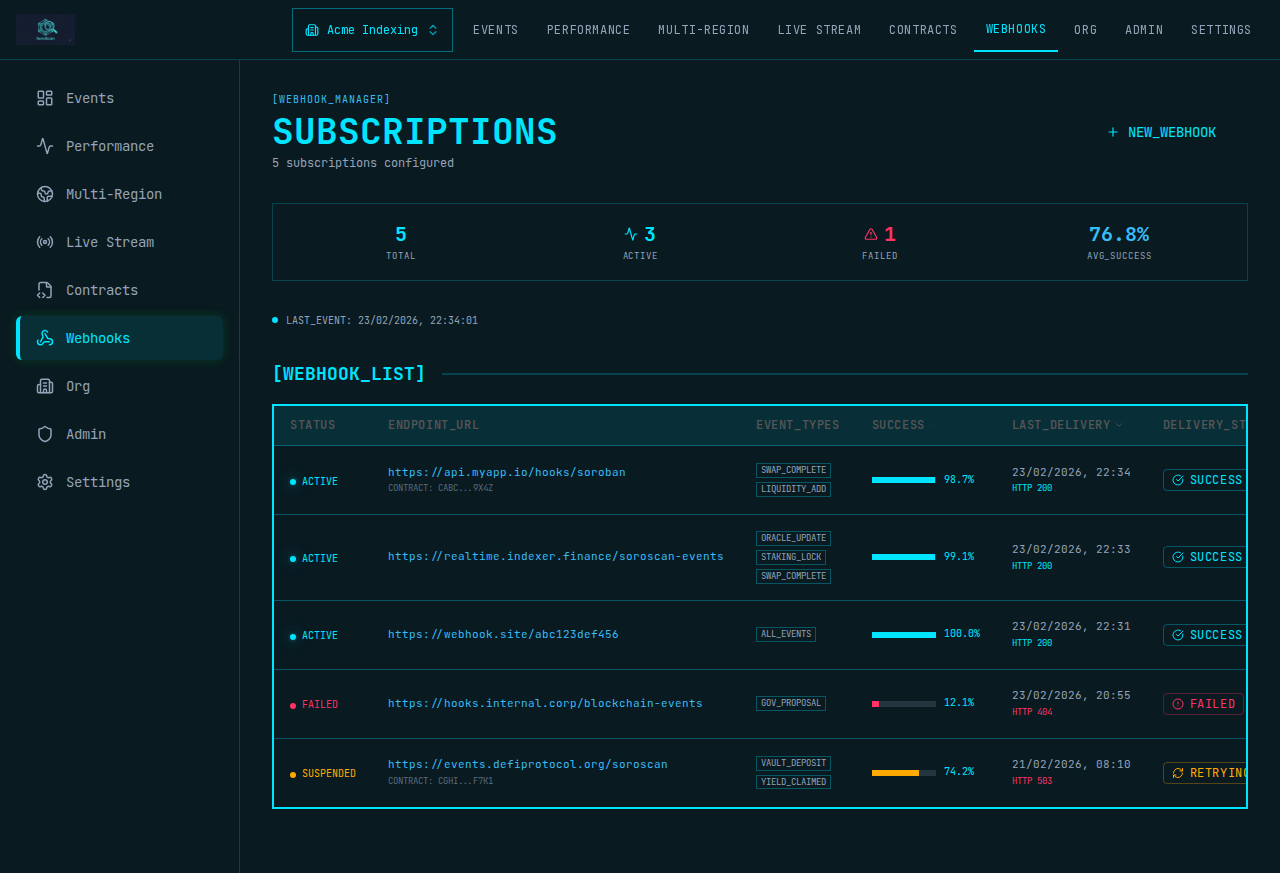 Acme Indexing
EVENTS
PERFORMANCE
MULTI-REGION
LIVE STREAM
CONTRACTS
WEBHOOKS
ORG
ADMIN
SETTINGS
Events
Performance
Multi-Region
Live Stream
Contracts
Webhooks
Org
Admin
Settings
[WEBHOOK_MANAGER]
SUBSCRIPTIONS
5 subscriptions configured
+ NEW_WEBHOOK
5
TOTAL
3
ACTIVE
1
FAILED
76.8%
AVG_SUCCESS
LAST_EVENT: 23/02/2026, 22:34:01
[WEBHOOK_LIST]
STATUS ENDPOINT_URL EVENT_TYPES SUCCESS LAST_DELIVERY DELIVERY_ST
ACTIVE
https://api.myapp.io/hooks/soroban
CONTRACT: CABC...9X4Z
SWAP_COMPLETE
LIQUIDITY_ADD
98.7%
23/02/2026, 22:34
HTTP 200
SUCCESS
ACTIVE
https://realtime.indexer.finance/soroscan-events
ORACLE_UPDATE
STAKING_LOCK
SWAP_COMPLETE
99.1%
23/02/2026, 22:33
HTTP 200
SUCCESS
ACTIVE
https://webhook.site/abc123def456
ALL_EVENTS
100.0%
23/02/2026, 22:31
HTTP 200
SUCCESS
FAILED
https://hooks.internal.corp/blockchain-events
GOV_PROPOSAL
12.1%
23/02/2026, 20:55
HTTP 404
FAILED
SUSPENDED
https://events.defiprotocol.org/soroscan
CONTRACT: CGHI...F7K1
VAULT_DEPOSIT
YIELD_CLAIMED
74.2%
21/02/2026, 08:10
HTTP 503
RETRYING